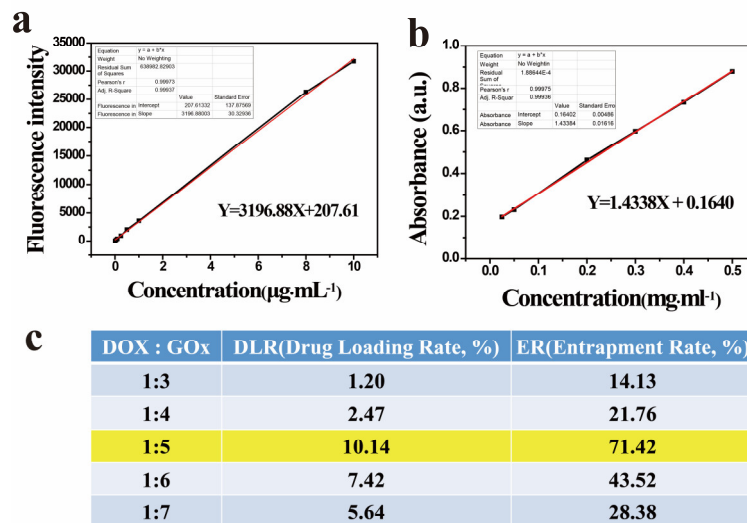 a
Fluorescence intensity
35000
30000
25000
20000
15000
10000
5000
0
0 2 4 6 8 10
Concentration(μg·mL-1)
Equation y = a + b*x
Weight No Weighting
Residual Sum of Squares 638982.82903
Pearson's r 0.99973
Adj. R-Square 0.99937
Value Standard Error
Fluorescence in Intercept 207.61332 137.87569
Fluorescence in Slope 3196.88003 30.32936
Y=3196.88X+207.61
b
Absorbance (a.u.)
1.0
0.8
0.6
0.4
0.2
0.0
0.0 0.1 0.2 0.3 0.4 0.5
Concentration(mg·ml-1)
Equation y = a + b*x
Weight No Weightin
Residual Sum of 1.88644E-4
Pearson's r 0.99975
Adj. R-Squar 0.99936
Value Standard Erro
Absorbance Intercept 0.16402 0.00486
Absorbance Slope 1.43384 0.01616
Y=1.4338X + 0.1640
c
DOX : GOx DLR(Drug Loading Rate, %) ER(Entrapment Rate, %)
1:3 1.20 14.13
1:4 2.47 21.76
1:5 10.14 71.42
1:6 7.42 43.52
1:7 5.64 28.38